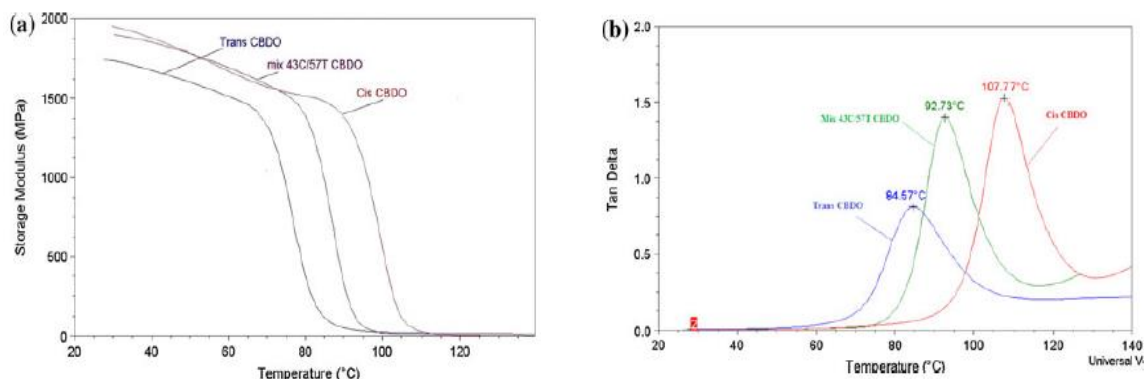 (a)
2000
1500
1000
500
0
Storage Modulus (MPa)
Trans CBDO
mix 43C/57T CBDO
Cis CBDO
20 40 60 80 100 120
Temperature (°C)
(b)
2.0
1.5
1.0
0.5
0.0
Tan Delta
107.77°C
92.73°C
84.57°C
Mix 43C/57T CBDO
Cis CBDO
Trans CBDO
2
20 40 60 80 100 120 140
Temperature (°C)
Universal V